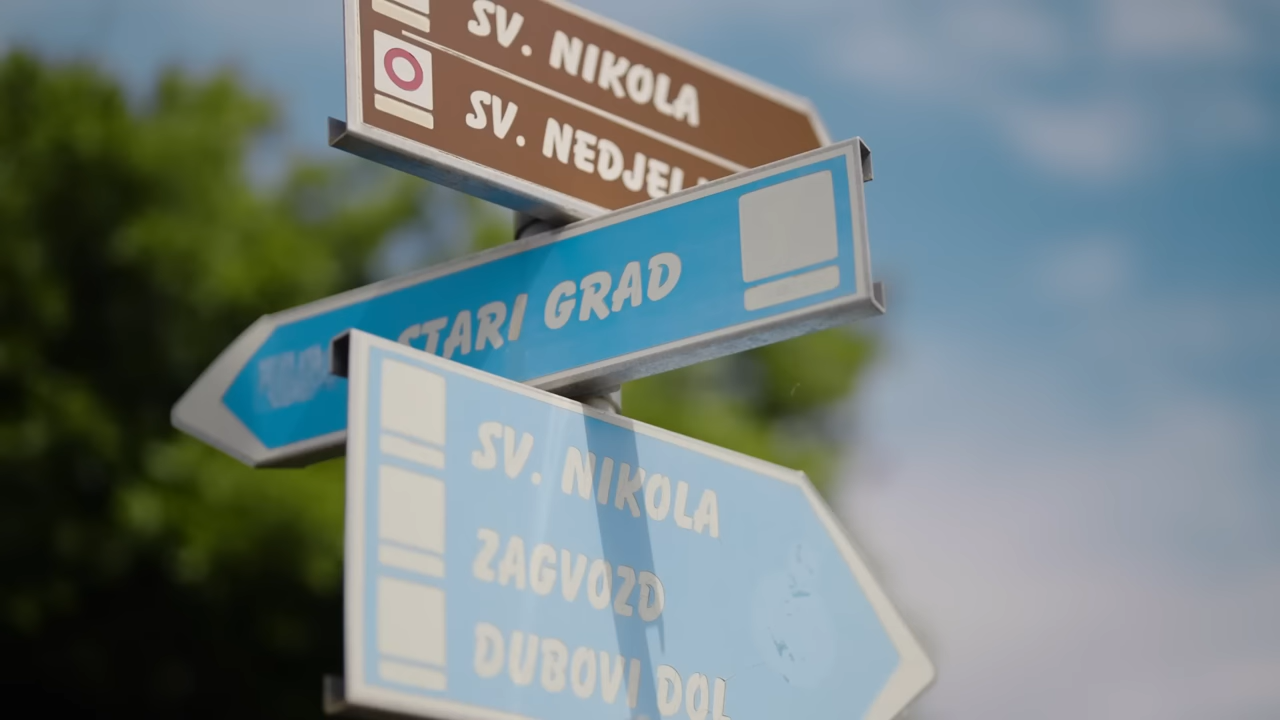 SV. NIKOLA
SV. NEDJEL
STARI GRAD
SV. NIKOLA
ZAGVOZD
DUBOVI DOL